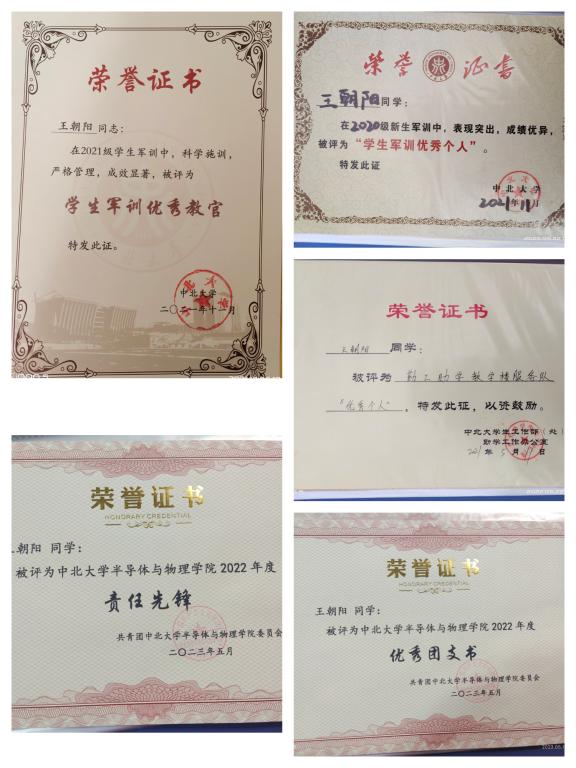 荣誉证书
王朝阳 同志：
在2021级学生军训中，科学施训，
严格管理，成效显著，被评为
学生军训优秀教官
特发此证。
中北大学
二〇二一年十一月
荣誉 证书
王朝阳同学：
在2020级新生军训中，表现突出，成绩优异，
被评为“学生军训优秀个人”。
特发此证
中北大学
2021年11月
荣誉证书
王朝阳 同学：
被评为 勤工助学教学楼服务队
“优秀个人”，特发此证，以资鼓励。
中北大学生工作部（处）
勤学工作办公室
2021年5月17日
荣誉证书
HONORARY CREDENTIAL
王朝阳 同学：
被评为中北大学半导体与物理学院 2022 年度
责任先锋
共青团中北大学半导体与物理学院委员会
二〇二三年五月
荣誉证书
HONORARY CREDENTIAL
王朝阳 同学：
被评为中北大学半导体与物理学院 2022 年度
优秀团支书
共青团中北大学半导体与物理学院委员会
二〇二三年五月